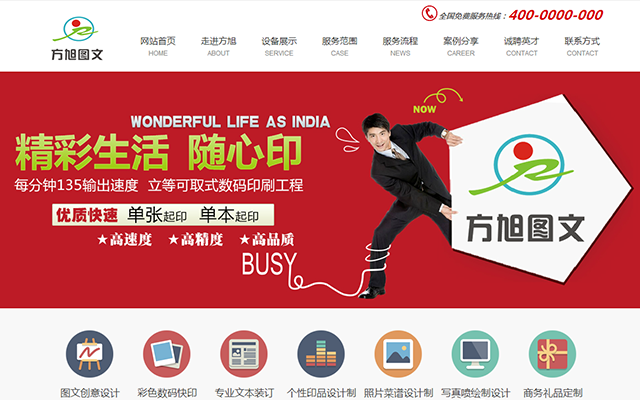 全国免费服务热线：400-0000-000
方旭图文
网站首页 走进方旭 设备展示 服务范围 服务流程 案例分享 诚聘英才 联系方式
HOME ABOUT SERVICE CASE NEWS CAREER CONTACT CONTACT
NOW
WONDERFUL LIFE AS INDIA
精彩生活 随心印
每分钟135输出速度 立等可取式数码印刷工程
优质快速 单张起印 单本起印
★高速度 ★高精度 ★高品质
BUSY
方旭图文
图文创意设计 彩色数码快印 专业文本装订 个性印品设计制 照片菜谱设计制 写真喷绘制设计 商务礼品定制